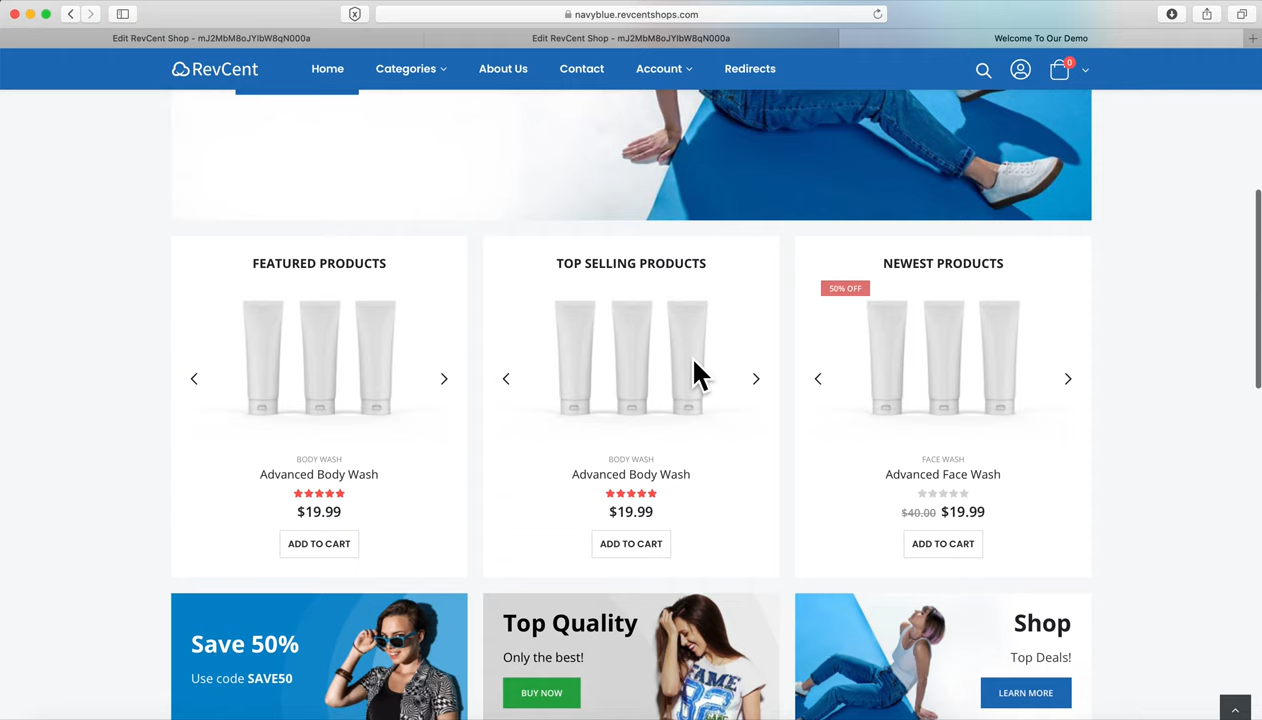 navyblue.revcentshops.com
Edit RevCent Shop - mJ2MbM8oJYIbW8qN000a
Edit RevCent Shop - mJ2MbM8oJYIbW8qN000a
Welcome To Our Demo
RevCent
Home
Categories
About Us
Contact
Account
Redirects
0
FEATURED PRODUCTS
BODY WASH
Advanced Body Wash
$19.99
ADD TO CART
TOP SELLING PRODUCTS
BODY WASH
Advanced Body Wash
$19.99
ADD TO CART
NEWEST PRODUCTS
50% OFF
FACE WASH
Advanced Face Wash
$40.00 $19.99
ADD TO CART
Save 50%
Use code SAVE50
Top Quality
Only the best!
BUY NOW
Shop
Top Deals!
LEARN MORE